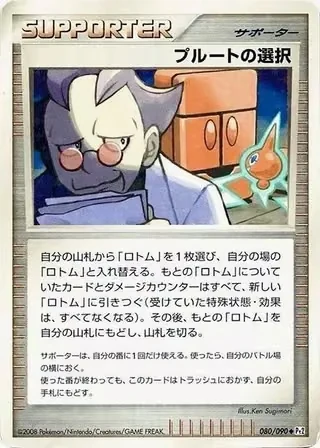 SUPPORTER サポーター
プルートの選択
自分の山札から「ロトム」を1枚選び、自分の場の
「ロトム」と入れ替える。もとの「ロトム」について
いたカードとダメージカウンターはすべて、新しい
「ロトム」に引きつぐ(受けていた特殊状態・効果
は、すべてなくなる)。その後、もとの「ロトム」を
自分の山札にもどし、山札を切る。
サポーターは、自分の番に1回だけ使える。使ったら、自分のバトル場
の横におく。
使った番が終わっても、このカードはトラッシュにおかず、自分の手札
にもどす。
Illus.Ken Sugimori
©2008 Pokémon/Nintendo/Creatures/GAME FREAK. 080/090 ◆ Pt2